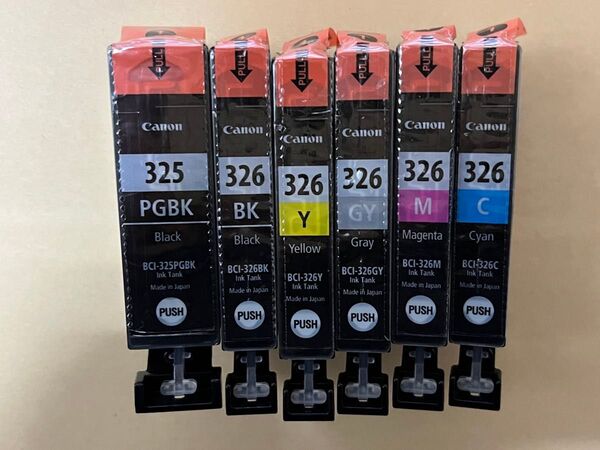 PULL
Canon
325
PGBK
Black
BCI-325PGBK
Ink Tank
Made in Japan
PUSH
PULL
Canon
326
BK
Black
BCI-326BK
Ink Tank
Made in Japan
PUSH
PULL
Canon
326
Y
Yellow
BCI-326Y
Ink Tank
Made in Japan
PUSH
PULL
Canon
326
GY
Gray
BCI-326GY
Ink Tank
Made in Japan
PUSH
PULL
Canon
326
M
Magenta
BCI-326M
Ink Tank
Made in Japan
PUSH
PULL
Canon
326
C
Cyan
BCI-326C
Ink Tank
Made in Japan
PUSH